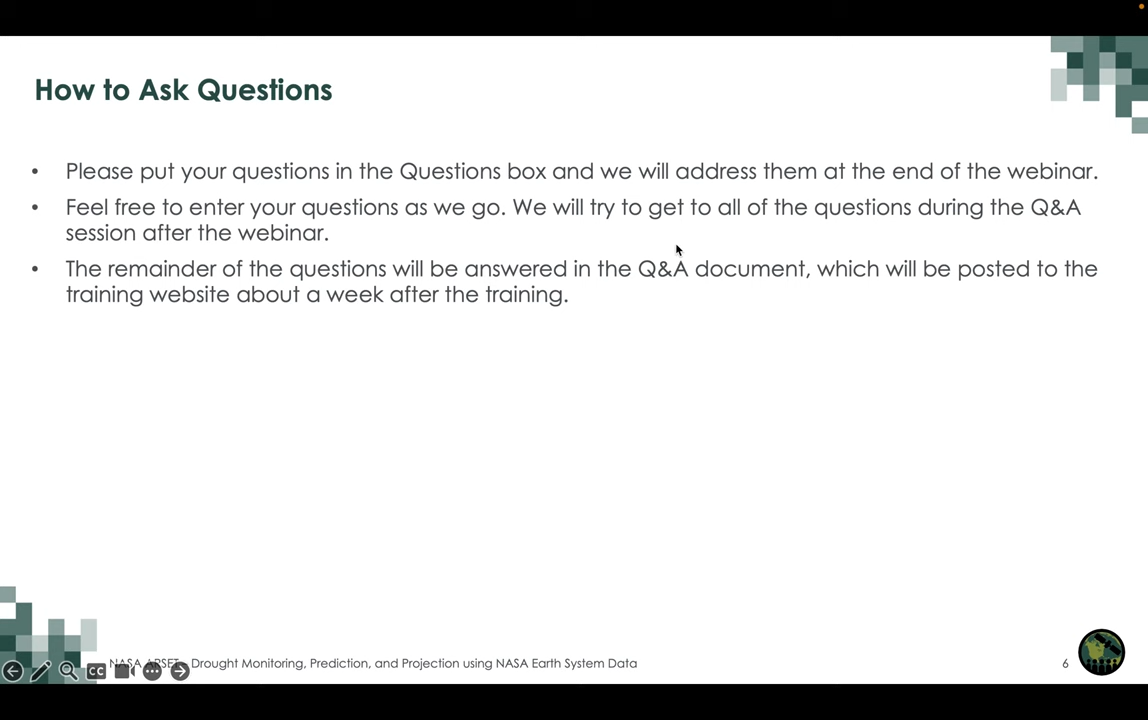 How to Ask Questions
• Please put your questions in the Questions box and we will address them at the end of the webinar.
• Feel free to enter your questions as we go. We will try to get to all of the questions during the Q&A
session after the webinar.
• The remainder of the questions will be answered in the Q&A document, which will be posted to the
training website about a week after the training.
CC
NASA ARSET – Drought Monitoring, Prediction, and Projection using NASA Earth System Data
6